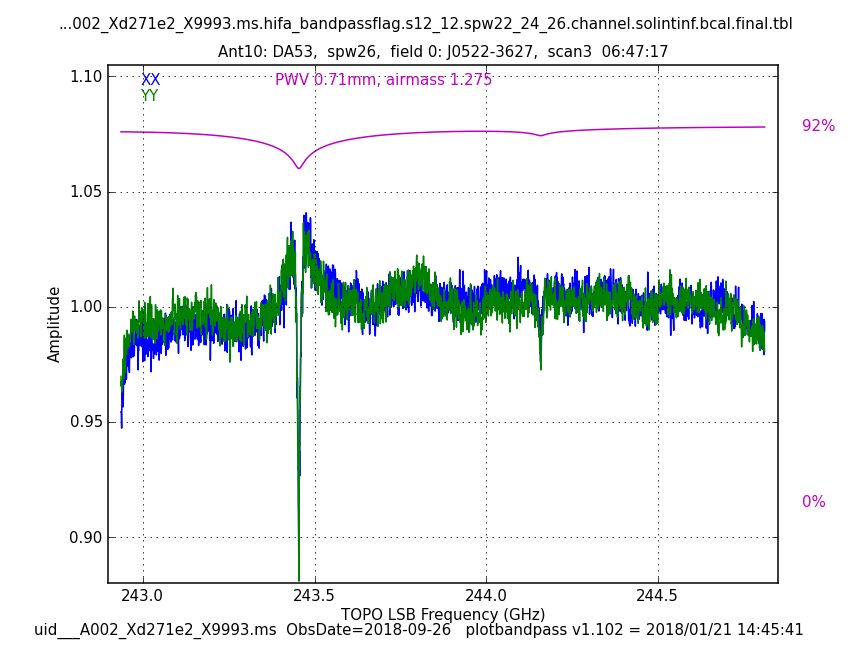 ...002_Xd271e2_X9993.ms.hifa_bandpassflag.s12_12.spw22_24_26.channel.solintinf.bcal.final.tbl
Ant10: DA53,  spw26,  field 0: J0522-3627,  scan3  06:47:17
XX
YY
PWV 0.71mm, airmass 1.275
1.10
1.05
1.00
0.95
0.90
Amplitude
92%
0%
243.0
243.5
244.0
244.5
TOPO LSB Frequency (GHz)
uid___A002_Xd271e2_X9993.ms  ObsDate=2018-09-26   plotbandpass v1.102 = 2018/01/21 14:45:41